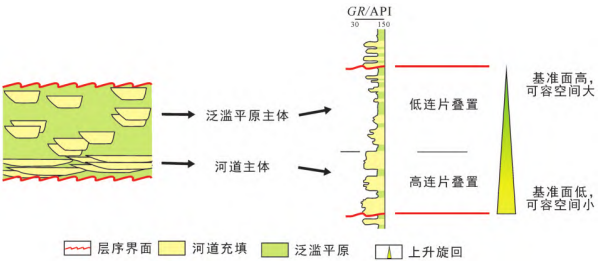 GR/API
30 150
基准面高,
可容空间大
低连片叠置
泛滥平原主体
河道主体
高连片叠置
基准面低,
可容空间小
层序界面 河道充填 泛滥平原 上升旋回